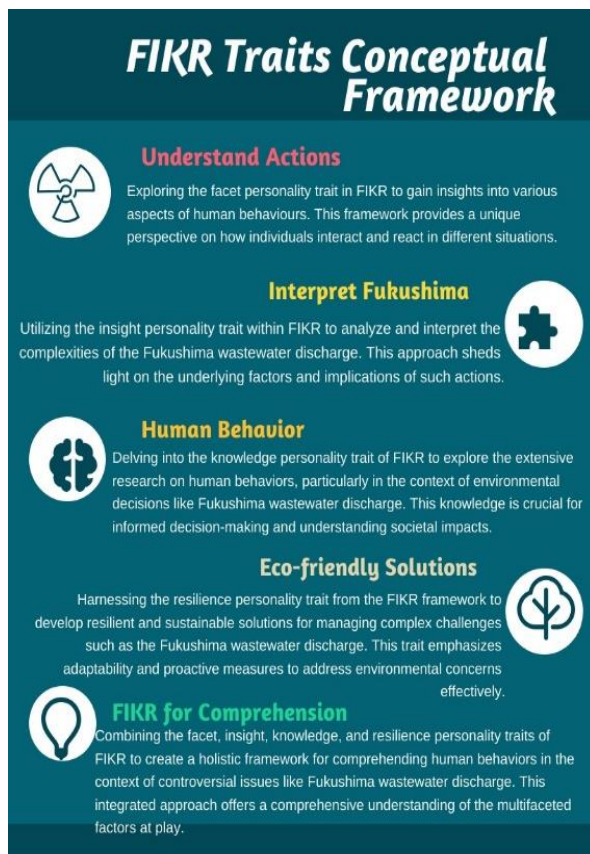 FIKR Traits Conceptual
Framework
Understand Actions
Exploring the facet personality trait in FIKR to gain insights into various
aspects of human behaviours. This framework provides a unique
perspective on how individuals interact and react in different situations.
Interpret Fukushima
Utilizing the insight personality trait within FIKR to analyze and interpret the
complexities of the Fukushima wastewater discharge. This approach sheds
light on the underlying factors and implications of such actions.
Human Behavior
Delving into the knowledge personality trait of FIKR to explore the extensive
research on human behaviors, particularly in the context of environmental
decisions like Fukushima wastewater discharge. This knowledge is crucial for
informed decision-making and understanding societal impacts.
Eco-friendly Solutions
Harnessing the resilience personality trait from the FIKR framework to
develop resilient and sustainable solutions for managing complex challenges
such as the Fukushima wastewater discharge. This trait emphasizes
adaptability and proactive measures to address environmental concerns
effectively.
FIKR for Comprehension
Combining the facet, insight, knowledge, and resilience personality traits of
FIKR to create a holistic framework for comprehending human behaviors in the
context of controversial issues like Fukushima wastewater discharge. This
integrated approach offers a comprehensive understanding of the multifaceted
factors at play.